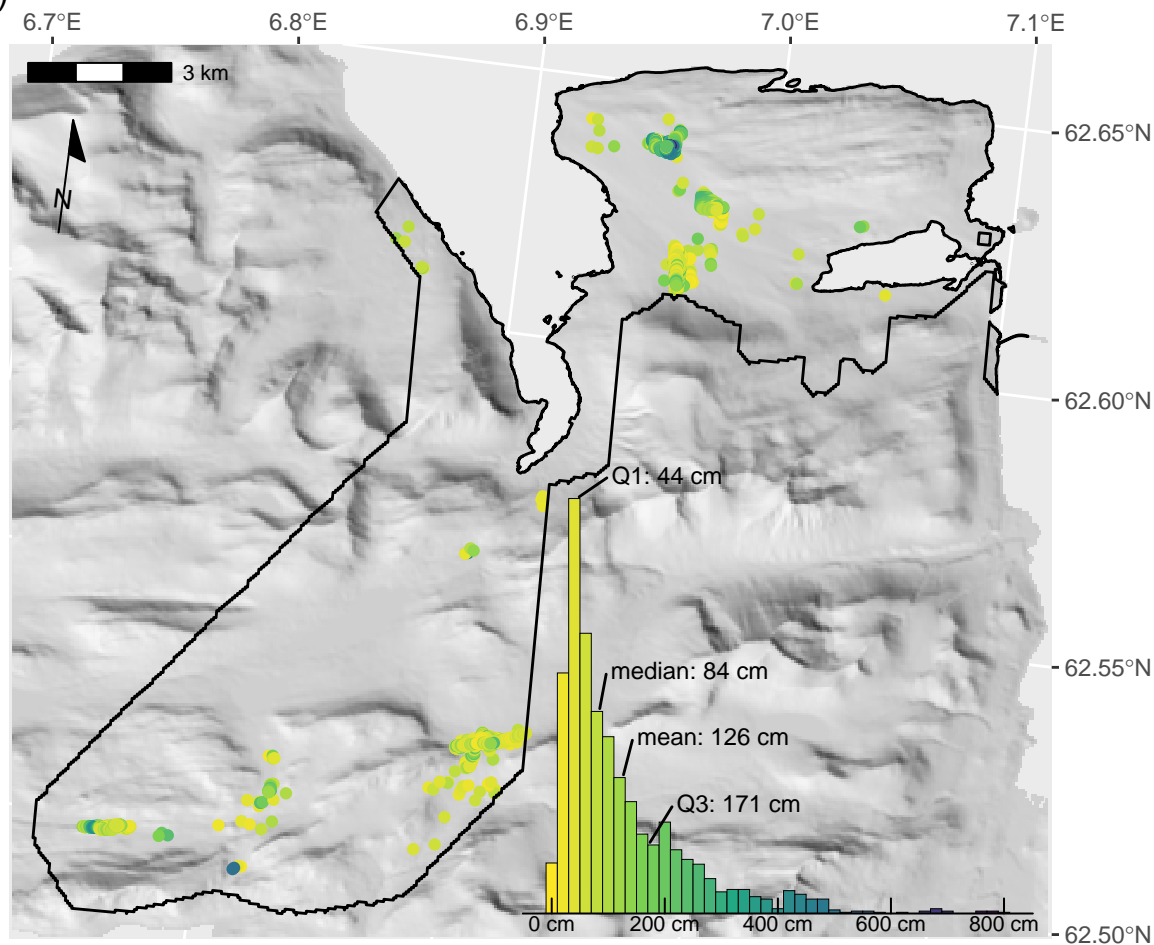 )
6.7°E 6.8°E 6.9°E 7.0°E 7.1°E
3 km
62.65°N
N
62.60°N
Q1: 44 cm
62.55°N
median: 84 cm
mean: 126 cm
Q3: 171 cm
0 cm 200 cm 400 cm 600 cm 800 cm
62.50°N